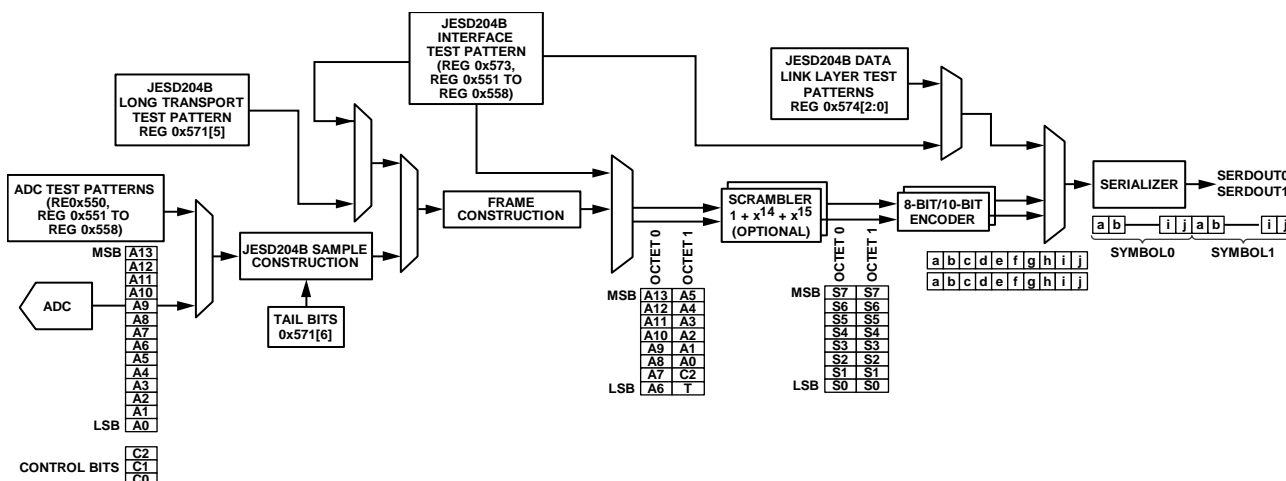 JESD204B
INTERFACE
TEST PATTERN
(REG 0x573,
REG 0x551 TO
REG 0x558)
JESD204B
LONG TRANSPORT
TEST PATTERN
REG 0x571[5]
JESD204B DATA
LINK LAYER TEST
PATTERNS
REG 0x574[2:0]
ADC TEST PATTERNS
(RE0x550,
REG 0x551 TO
REG 0x558)
ADC
MSB A13
A12
A11
A10
A9
A8
A7
A6
A5
A4
A3
A2
A1
LSB A0
CONTROL BITS
C2
C1
C0
JESD204B SAMPLE
CONSTRUCTION
TAIL BITS
0x571[6]
FRAME
CONSTRUCTION
OCTET 0
OCTET 1
MSB A13 A5
A12 A4
A11 A3
A10 A2
A9 A1
A8 A0
A7 C2
LSB A6 T
SCRAMBLER
1 + x14 + x15
(OPTIONAL)
OCTET 0
OCTET 1
MSB S7 S7
S6 S6
S5 S5
S4 S4
S3 S3
S2 S2
S1 S1
LSB S0 S0
8-BIT/10-BIT
ENCODER
a b c d e f g h i j
a b c d e f g h i j
SERIALIZER
SERDOUT0
SERDOUT1
a b i j a b i j
SYMBOL0 SYMBOL1